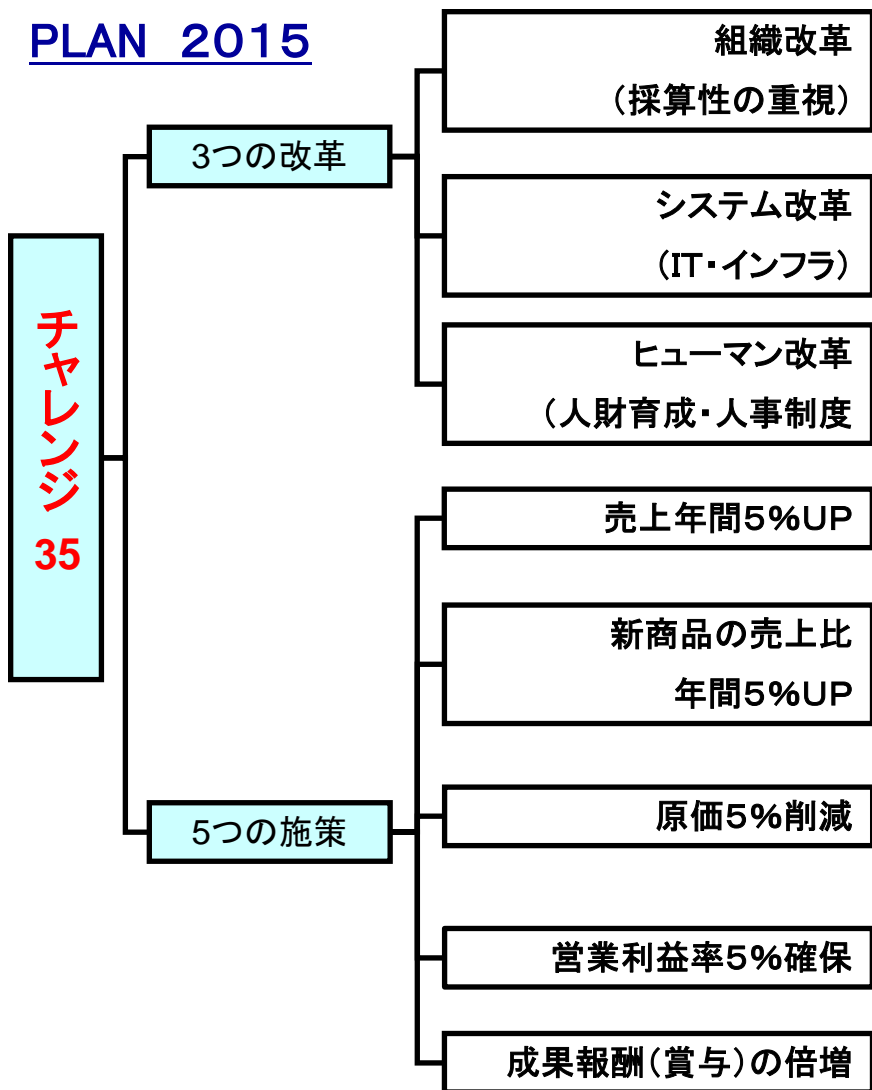 PLAN 2015
チャレンジ 35
3つの改革
組織改革
（採算性の重視）
システム改革
（IT・インフラ）
ヒューマン改革
（人財育成・人事制度
5つの施策
売上年間5%UP
新商品の売上比
年間5%UP
原価5%削減
営業利益率5%確保
成果報酬（賞与）の倍増